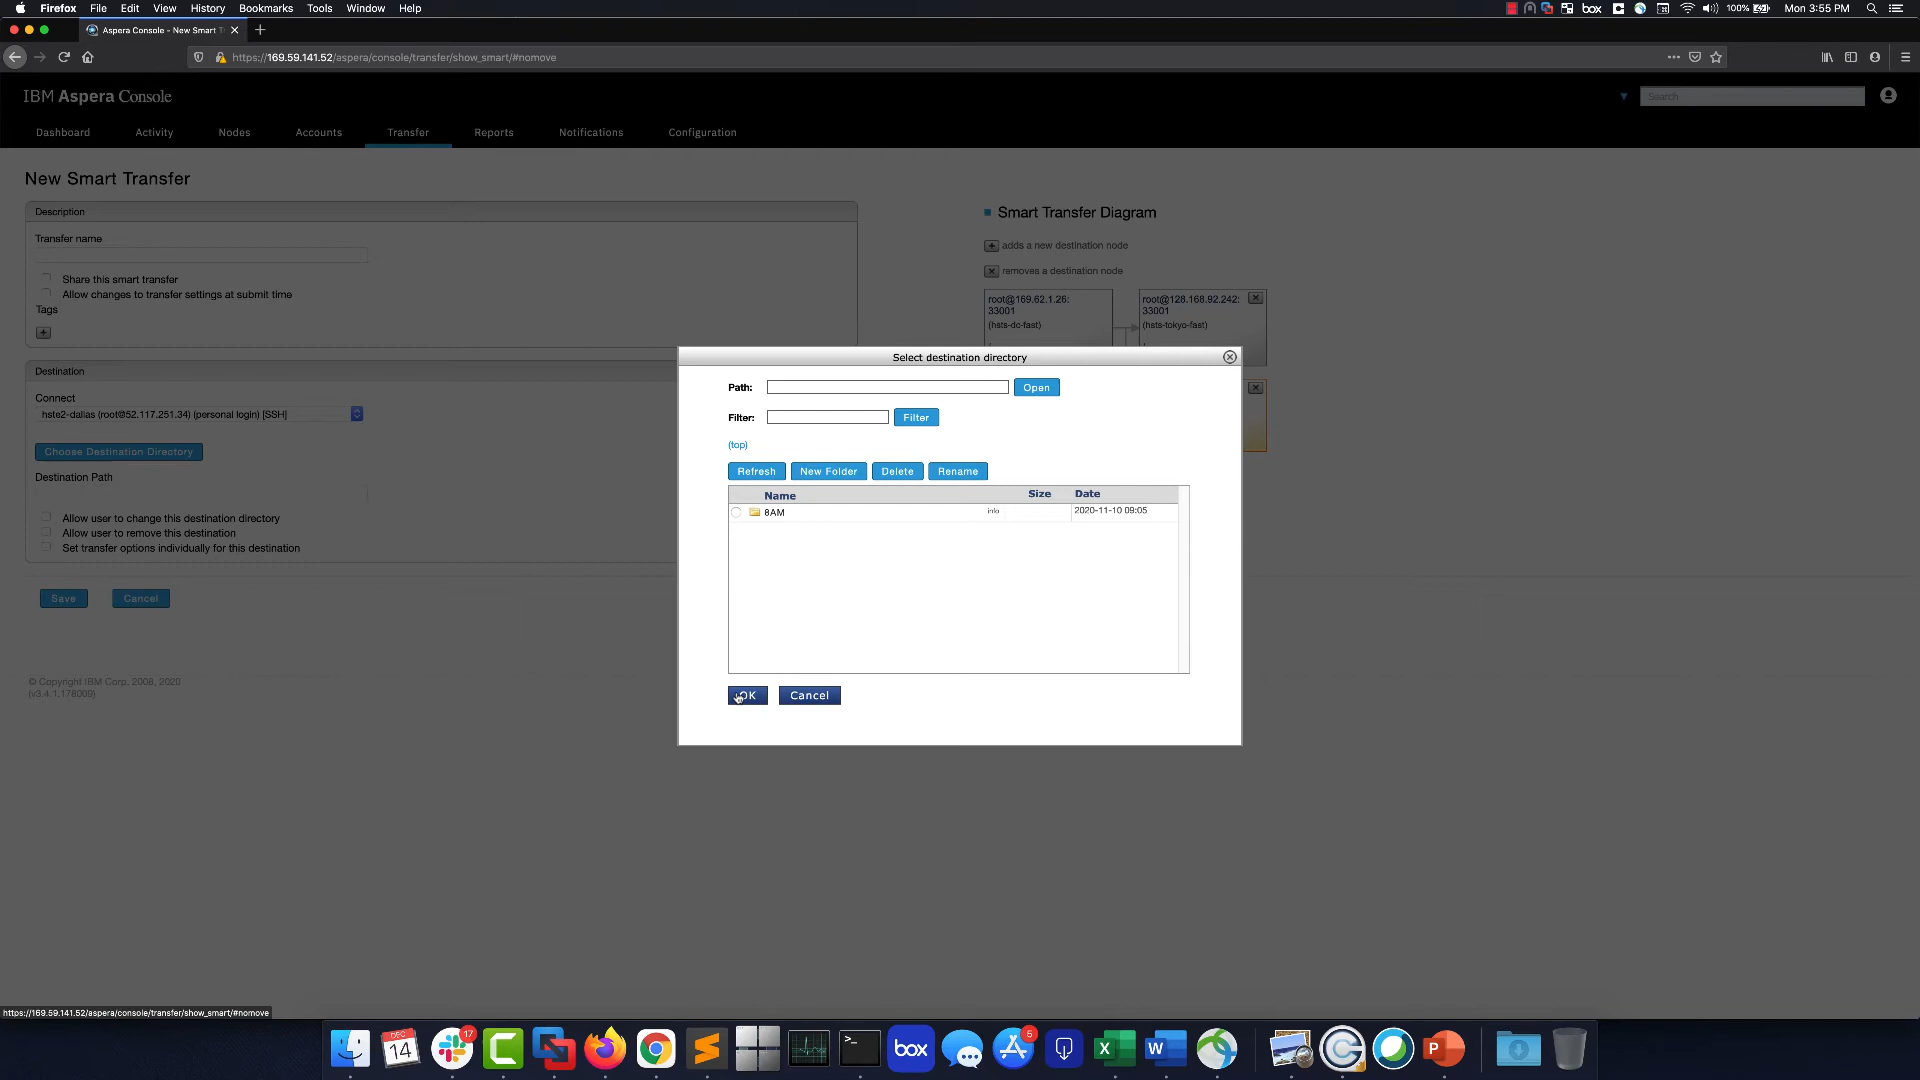 Firefox File Edit View History Bookmarks Tools Window Help
box 100% Mon 3:55 PM
Aspera Console - New Smart T
https://169.59.141.52/aspera/console/transfer/show_smart/#nomove
IBM Aspera Console
Search
Dashboard Activity Nodes Accounts Transfer Reports Notifications Configuration
New Smart Transfer
Description
Transfer name
Share this smart transfer
Allow changes to transfer settings at submit time
Tags
Destination
Connect
hste2-dallas (root@52.117.251.34) (personal login) [SSH]
Choose Destination Directory
Destination Path
Allow user to change this destination directory
Allow user to remove this destination
Set transfer options individually for this destination
Save Cancel
© Copyright IBM Corp. 2008, 2020
(v3.4.1.178009)
Smart Transfer Diagram
adds a new destination node
removes a destination node
root@169.62.1.26:
33001
(hsts-dc-fast)
root@128.168.92.242:
33001
(hsts-tokyo-fast)
Select destination directory
Path: Open
Filter: Filter
(top)
Refresh New Folder Delete Rename
Name Size Date
8AM info 2020-11-10 09:05
OK Cancel
https://169.59.141.52/aspera/console/transfer/show_smart/#nomove
DEC
14
17
box
5
X
W
P